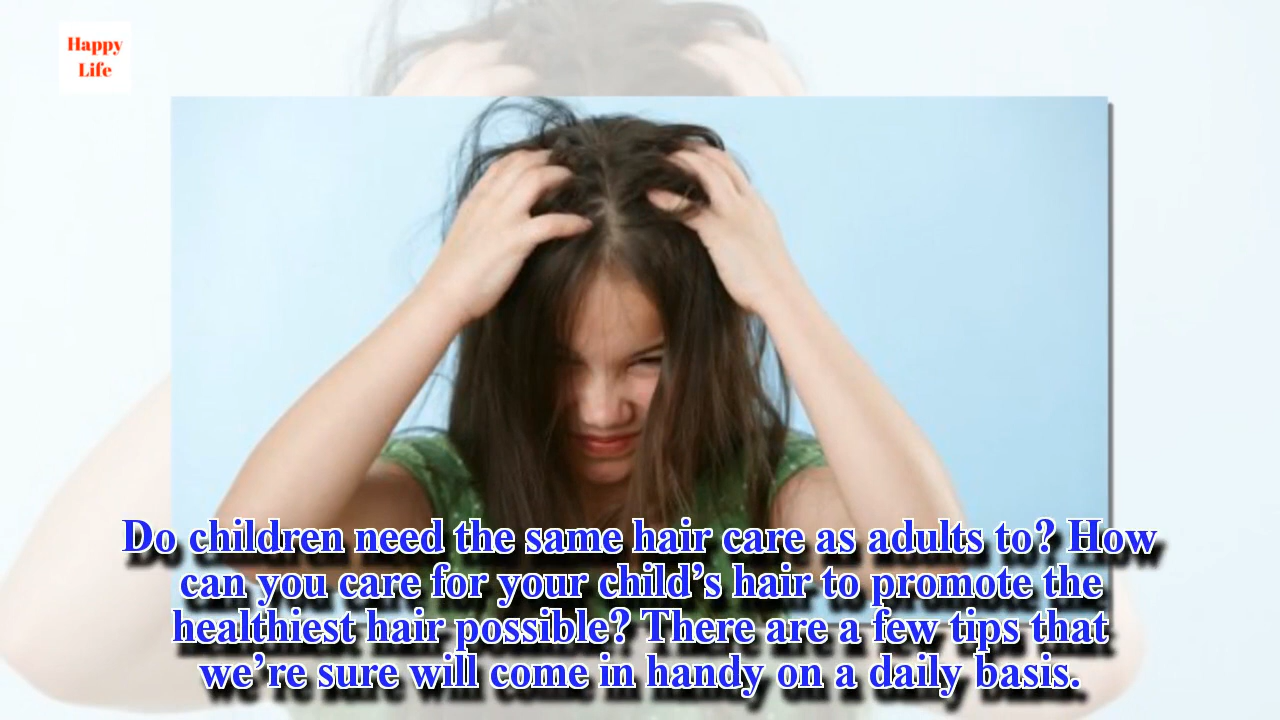 Happy
Life
Do children need the same hair care as adults to? How
can you care for your child’s hair to promote the
healthiest hair possible? There are a few tips that
we’re sure will come in handy on a daily basis.